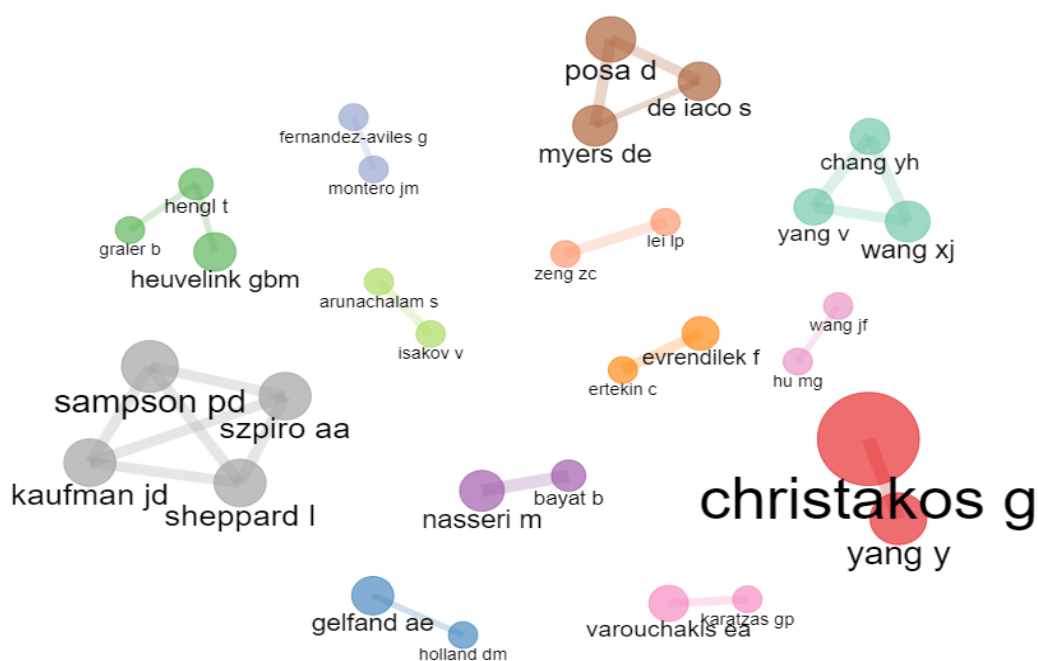 posa d
de iaco s
myers de
fernandez-aviles g
montero jm
chang yh
yang v
wang xj
hengl t
graler b
heuvelink gbm
lei lp
zeng zc
arunachalam s
isakov v
wang jf
hu mg
evrendilek f
ertekin c
sampson pd
szpiro aa
kaufman jd
sheppard l
nasseri m
bayat b
christakos g
yang y
gelfand ae
holland dm
varouchakis ea
karatzas gp